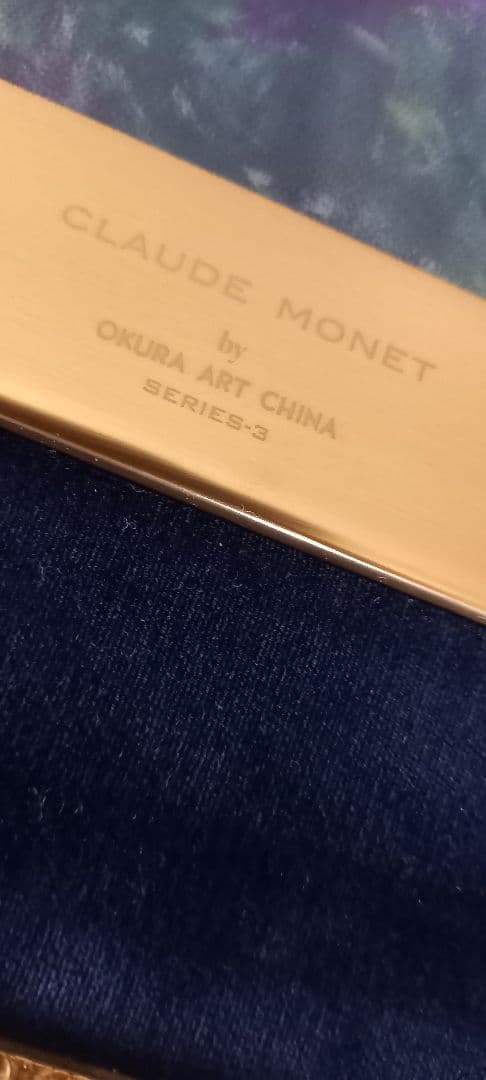 CLAUDE MONET
by
OKURA ART CHINA
SERIES-3